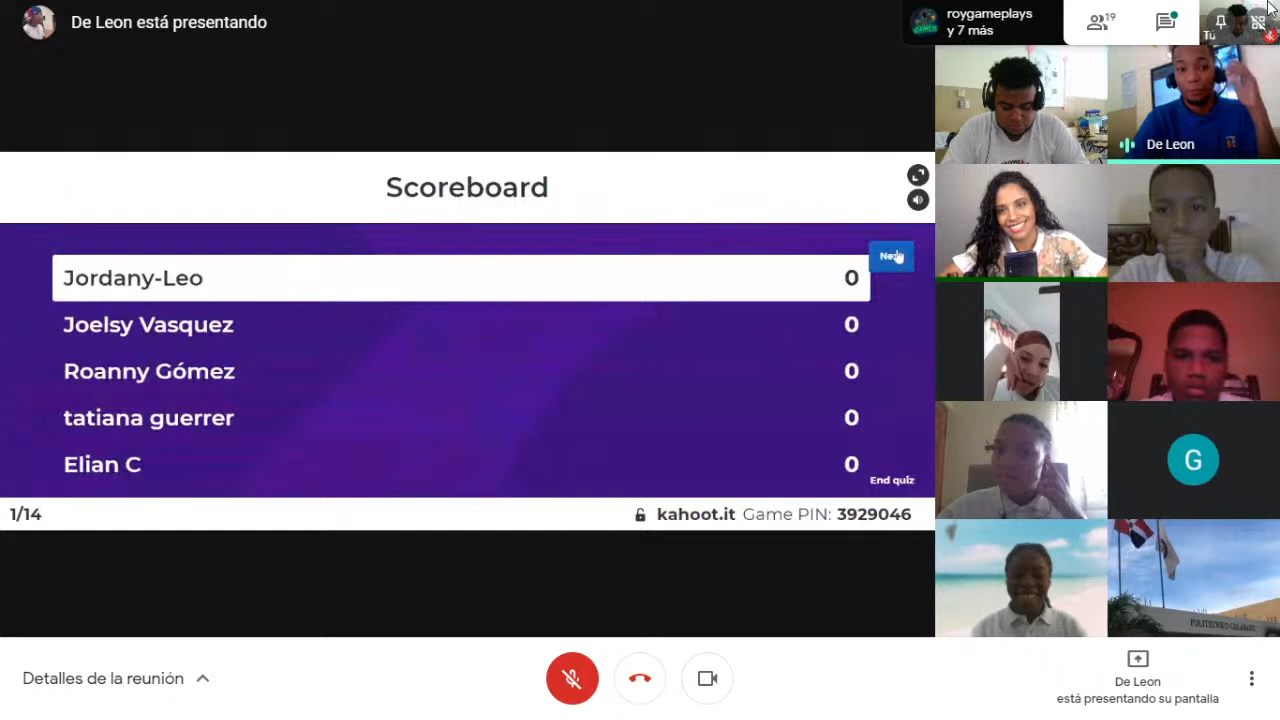 De Leon está presentando
roygameplays
y 7 más
19
Tú
De Leon
Scoreboard
Jordany-Leo 0
Joelsy Vasquez 0
Roanny Gómez 0
tatiana guerrer 0
Elian C 0
End quiz
G
1/14
kahoot.it Game PIN: 3929046
Detalles de la reunión
De Leon
está presentando su pantalla